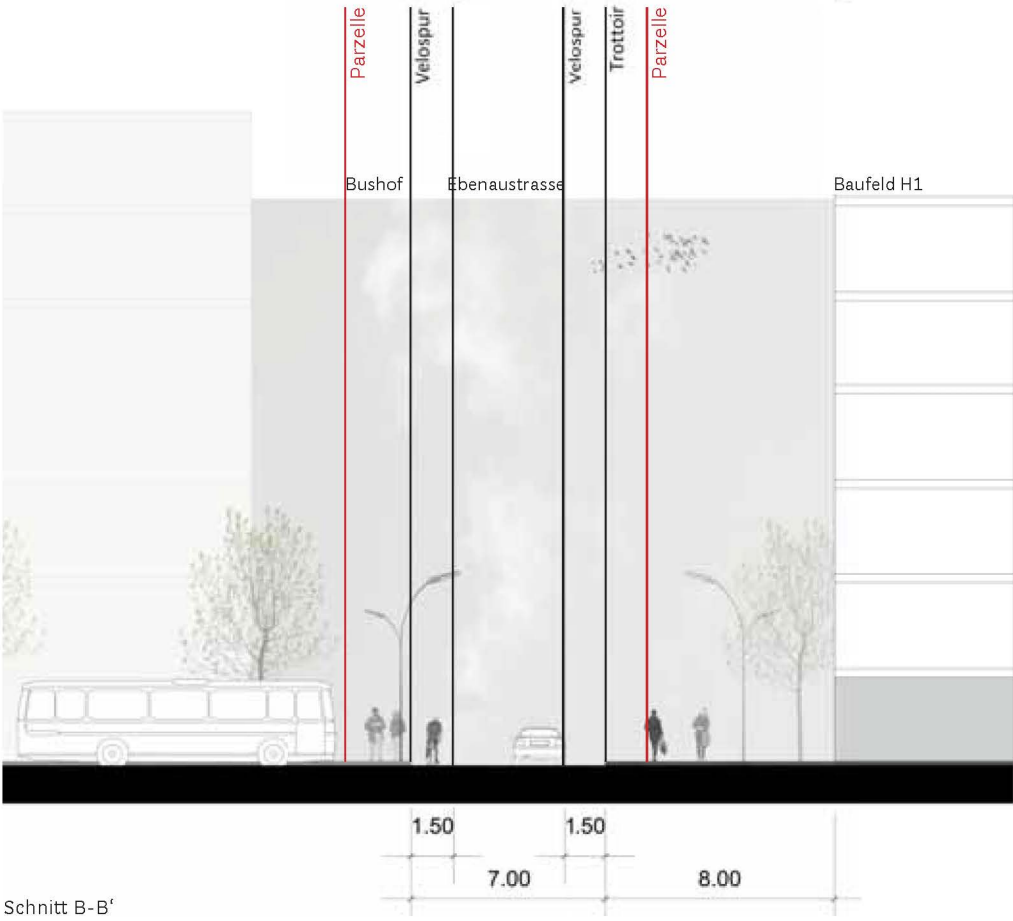 Parzelle
Velospur
Velospur
Trottoir
Parzelle
Bushof
Ebenaustrasse
Baufeld H1
1.50
1.50
7.00
8.00
Schnitt B-B‘